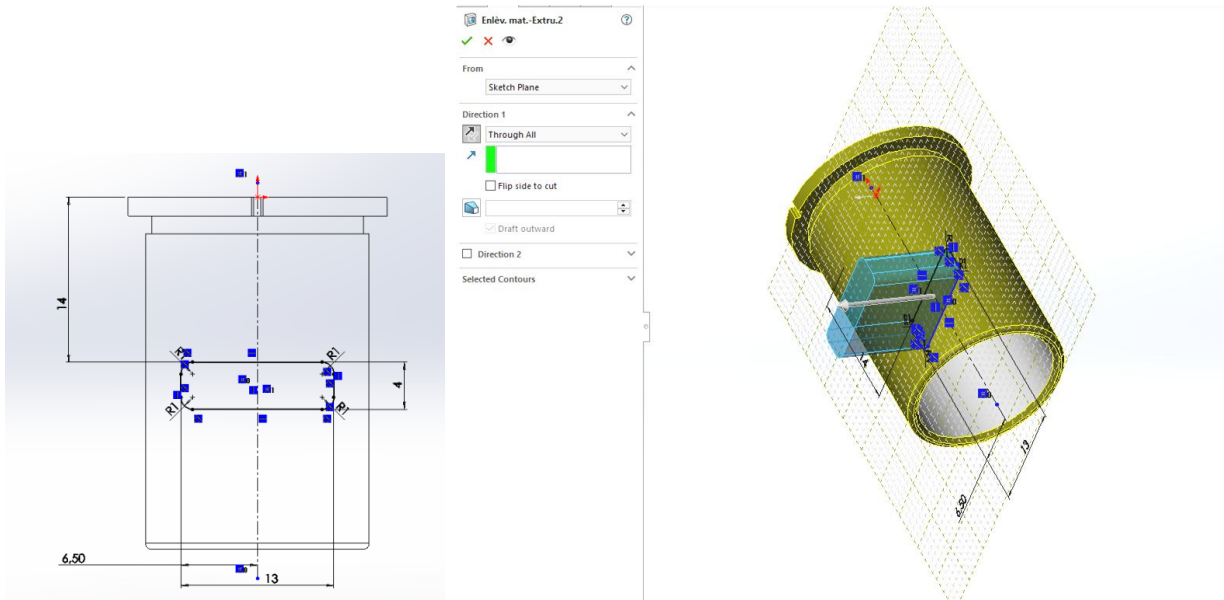 14
R1
R1
4
R1
R1
6,50
13
Enlèv. mat.-Extru.2
From
Sketch Plane
Direction 1
Through All
Flip side to cut
Draft outward
Direction 2
Selected Contours
14
13
6,50